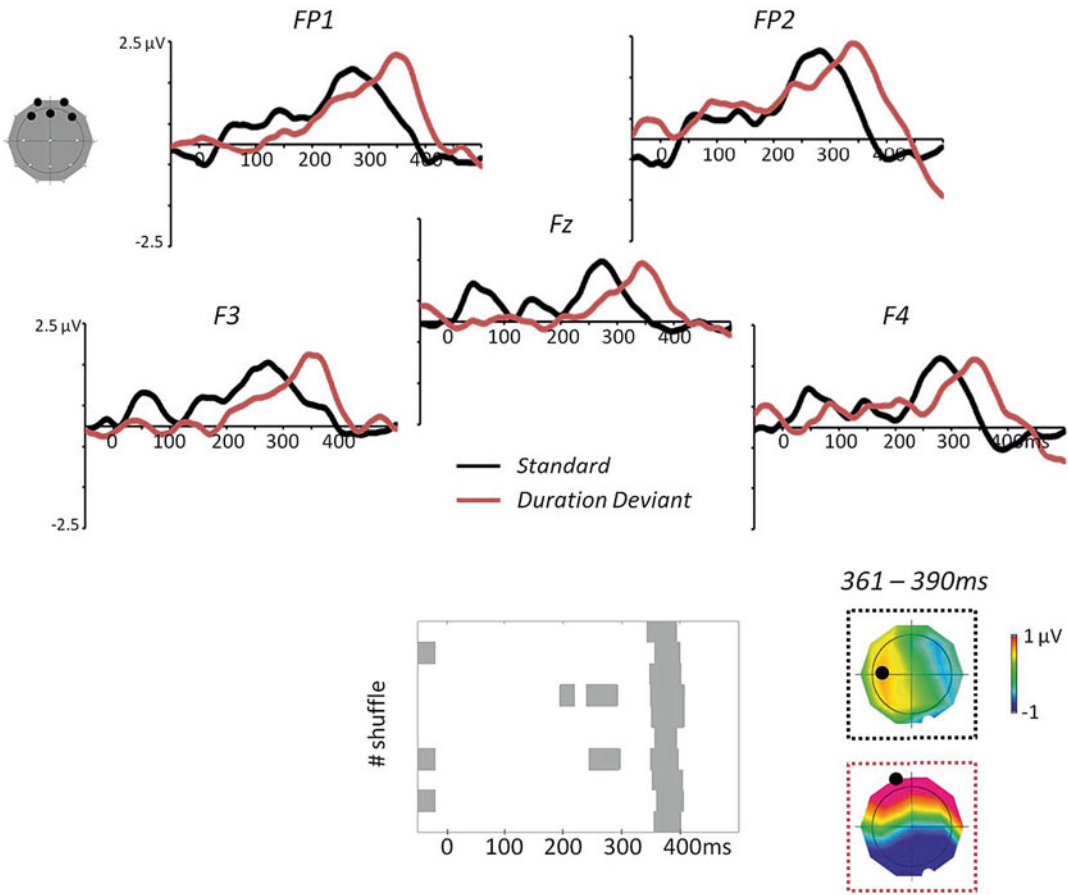 FP1
FP2
2.5 µV
0 100 200 300 400
-2.5
0 100 200 300 400
Fz
0 100 200 300 400
F3
2.5 µV
0 100 200 300 400
-2.5
F4
0 100 200 300 400ms
Standard
Duration Deviant
361 – 390ms
# shuffle
0 100 200 300 400ms
1 µV
-1